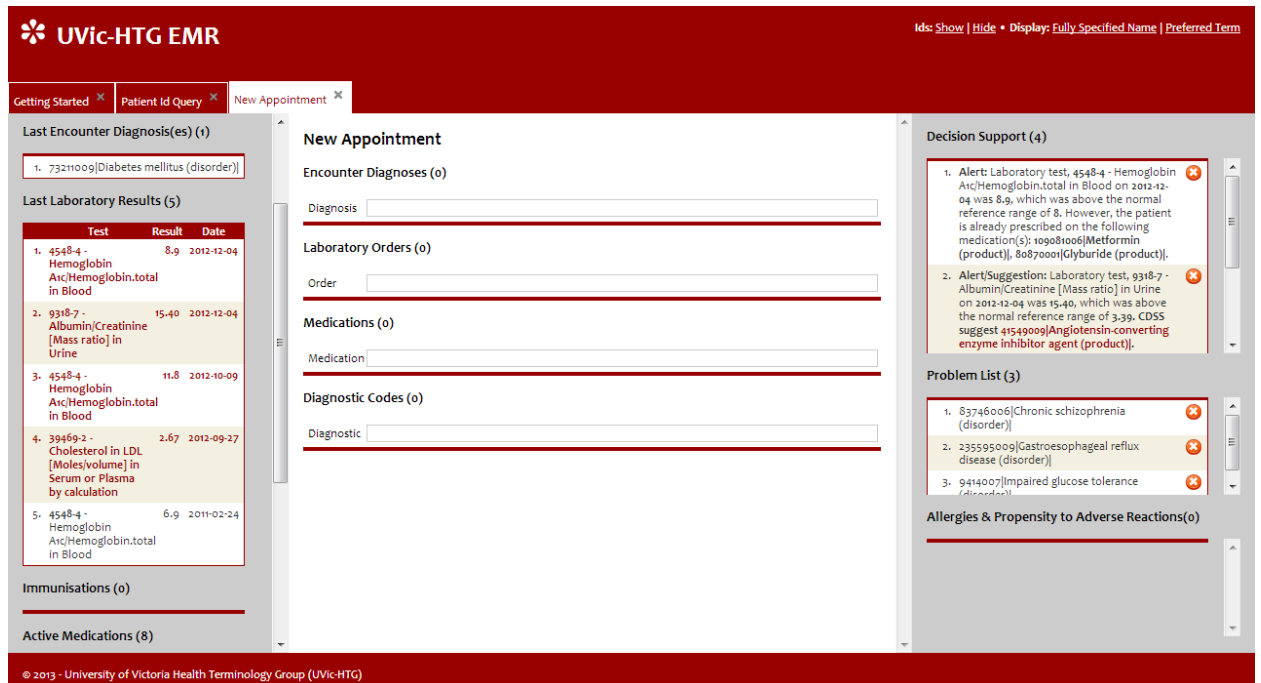 UVic-HTG EMR
Ids: Show | Hide • Display: Fully Specified Name | Preferred Term
Getting Started
Patient Id Query
New Appointment
Last Encounter Diagnosis(es) (1)
1. 73211009|Diabetes mellitus (disorder)|
Last Laboratory Results (5)
Test Result Date
1. 4548-4 - 8.9 2012-12-04
Hemoglobin
A1c/Hemoglobin.total
in Blood
2. 9318-7 - 15.40 2012-12-04
Albumin/Creatinine
[Mass ratio] in
Urine
3. 4548-4 - 11.8 2012-10-09
Hemoglobin
A1c/Hemoglobin.total
in Blood
4. 39469-2 - 2.67 2012-09-27
Cholesterol in LDL
[Moles/volume] in
Serum or Plasma
by calculation
5. 4548-4 - 6.9 2011-02-24
Hemoglobin
A1c/Hemoglobin.total
in Blood
Immunisations (0)
Active Medications (8)
New Appointment
Encounter Diagnoses (0)
Diagnosis
Laboratory Orders (0)
Order
Medications (0)
Medication
Diagnostic Codes (0)
Diagnostic
Decision Support (4)
1. Alert: Laboratory test, 4548-4 - Hemoglobin
A1c/Hemoglobin.total in Blood on 2012-12-
04 was 8.9, which was above the normal
reference range of 8. However, the patient
is already prescribed on the following
medication(s): 109081006|Metformin
(product)|, 80870001|Glyburide (product)|.
2. Alert/Suggestion: Laboratory test, 9318-7 -
Albumin/Creatinine [Mass ratio] in Urine
on 2012-12-04 was 15.40, which was above
the normal reference range of 3.39. CDSS
suggest 41549009|Angiotensin-converting
enzyme inhibitor agent (product)|.
Problem List (3)
1. 83746006|Chronic schizophrenia
(disorder)|
2. 235595009|Gastroesophageal reflux
disease (disorder)|
3. 9414007|Impaired glucose tolerance
(disorder)|
Allergies & Propensity to Adverse Reactions(0)
© 2013 - University of Victoria Health Terminology Group (UVic-HTG)